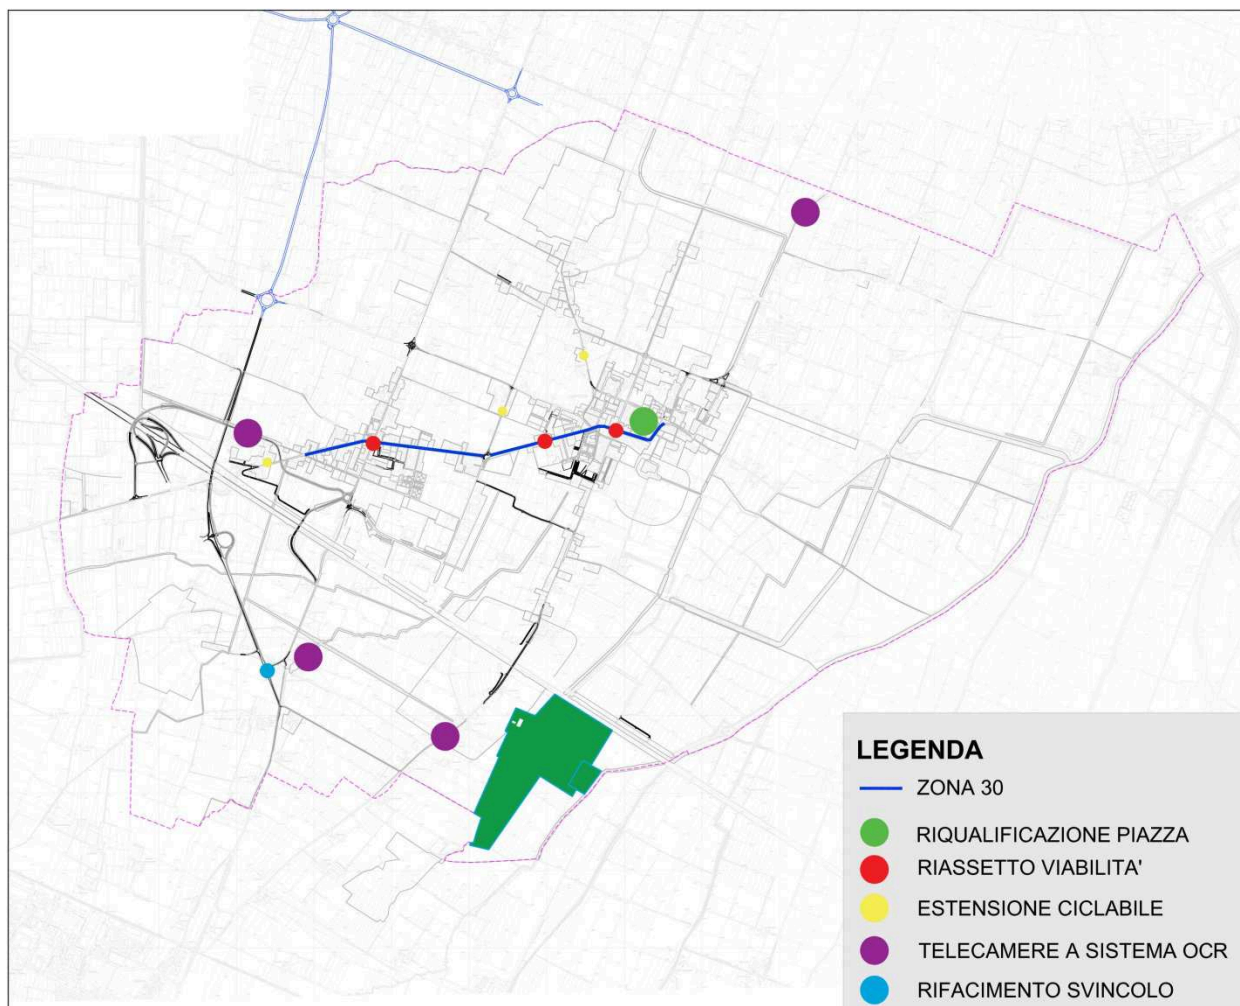 LEGENDA
ZONA 30
RIQUALIFICAZIONE PIAZZA
RIASSETTO VIABILITA'
ESTENSIONE CICLABILE
TELECAMERE A SISTEMA OCR
RIFACIMENTO SVINCOLO